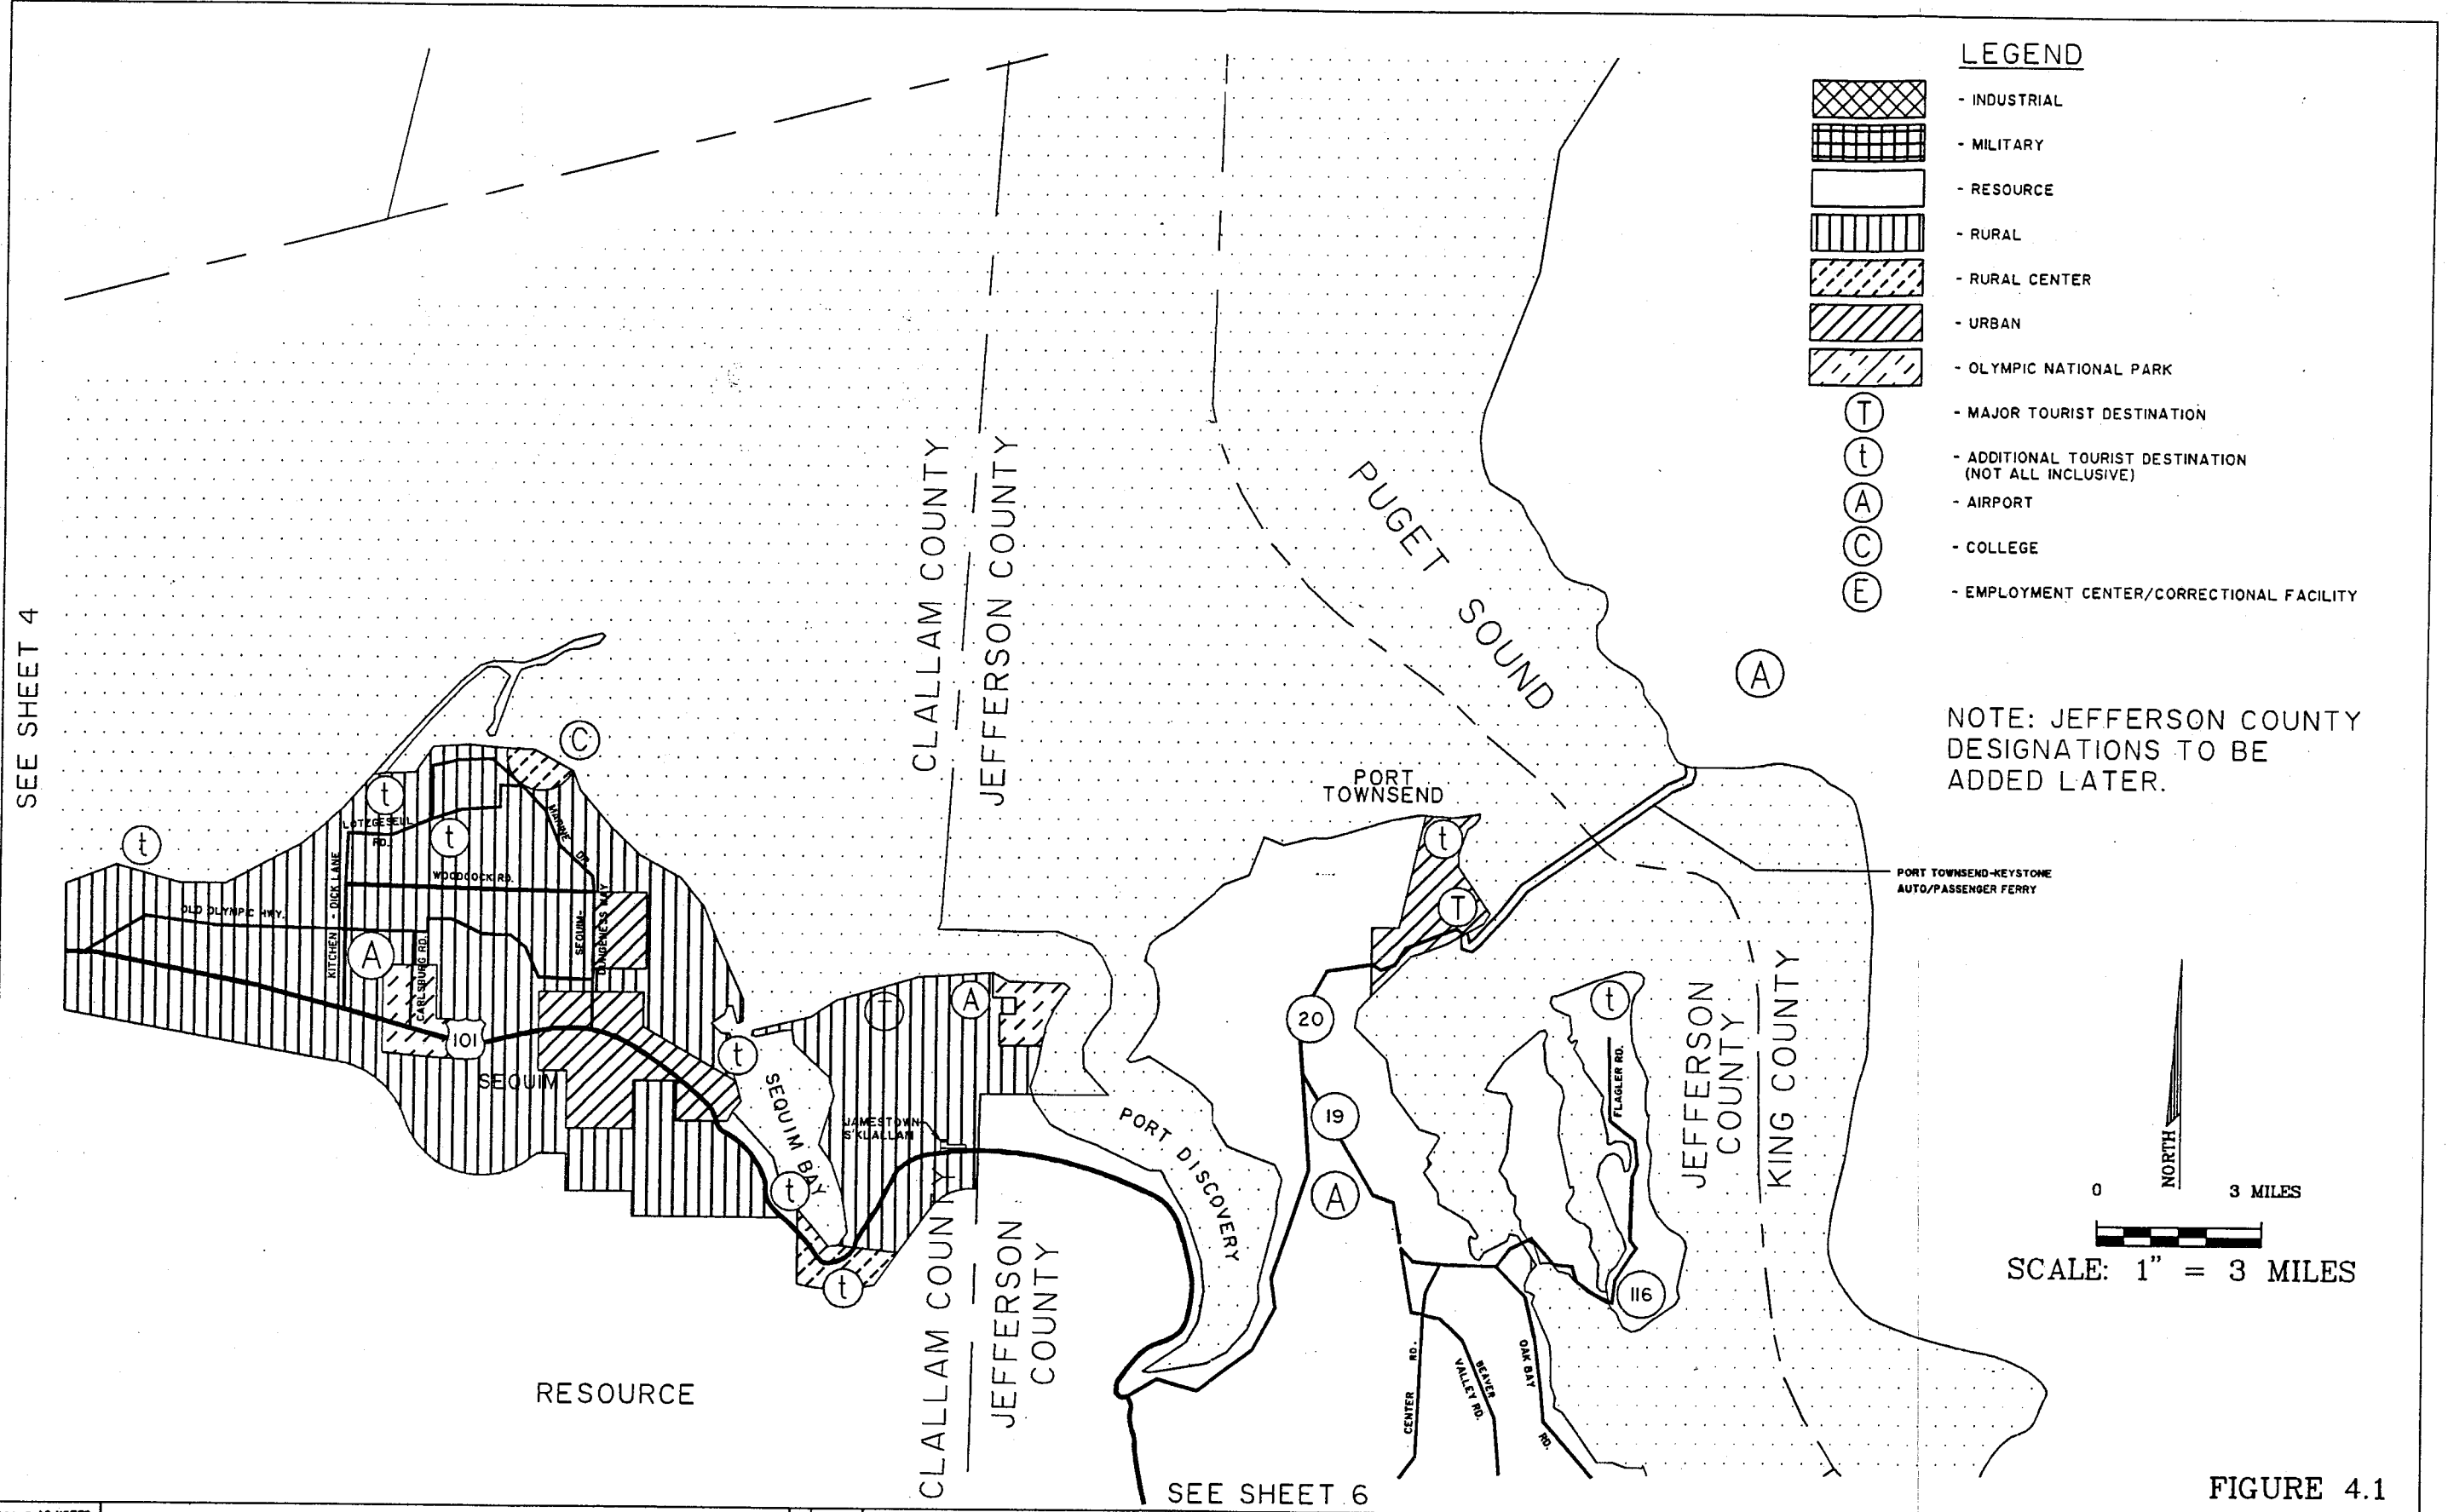 LEGEND
- INDUSTRIAL
- MILITARY
- RESOURCE
- RURAL
- RURAL CENTER
- URBAN
- OLYMPIC NATIONAL PARK
T - MAJOR TOURIST DESTINATION
t - ADDITIONAL TOURIST DESTINATION
(NOT ALL INCLUSIVE)
A - AIRPORT
C - COLLEGE
E - EMPLOYMENT CENTER/CORRECTIONAL FACILITY
NOTE: JEFFERSON COUNTY
DESIGNATIONS TO BE
ADDED LATER.
SEE SHEET 4
CLALLAM COUNTY
JEFFERSON COUNTY
PUGET SOUND
A
C
PORT
TOWNSEND
t
T
PORT TOWNSEND-KEYSTONE
AUTO/PASSENGER FERRY
t
t
t
LOTZGESELL
RD.
MARINE DR.
KITCHEN - DICK LANE
WOODCOCK RD.
OLD OLYMPIC HWY.
SEQUIM-
DUNGENESS WAY
A
CARLSBURG RD.
101
SEQUIM
t
SEQUIM BAY
A
JAMESTOWN
S'KLALLAM
t
t
PORT DISCOVERY
20
19
A
t
FLAGLER RD.
116
JEFFERSON
COUNTY
KING COUNTY
CLALLAM COUNTY
JEFFERSON
COUNTY
RESOURCE
CENTER RD.
BEAVER
VALLEY RD.
OAK BAY RD.
NORTH
0 3 MILES
SCALE: 1" = 3 MILES
SEE SHEET 6
FIGURE 4.1